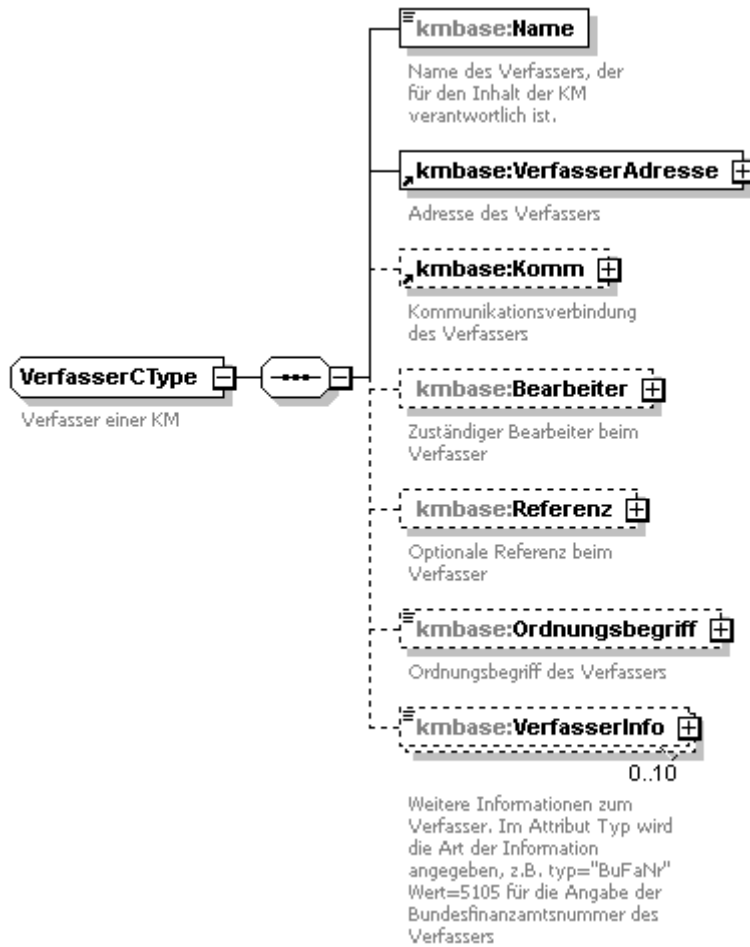 kmbase:Name
Name des Verfassers, der
für den Inhalt der KM
verantwortlich ist.
kmbase:VerfasserAdresse
Adresse des Verfassers
kmbase:Komm
Kommunikationsverbindung
des Verfassers
VerfasserCType
Verfasser einer KM
kmbase:Bearbeiter
Zuständiger Bearbeiter beim
Verfasser
kmbase:Referenz
Optionale Referenz beim
Verfasser
kmbase:Ordnungsbegriff
Ordnungsbegriff des Verfassers
kmbase:VerfasserInfo
0..10
Weitere Informationen zum
Verfasser. Im Attribut Typ wird
die Art der Information
angegeben, z.B. typ="BuFaNr"
Wert=5105 für die Angabe der
Bundesfinanzamtsnummer des
Verfassers